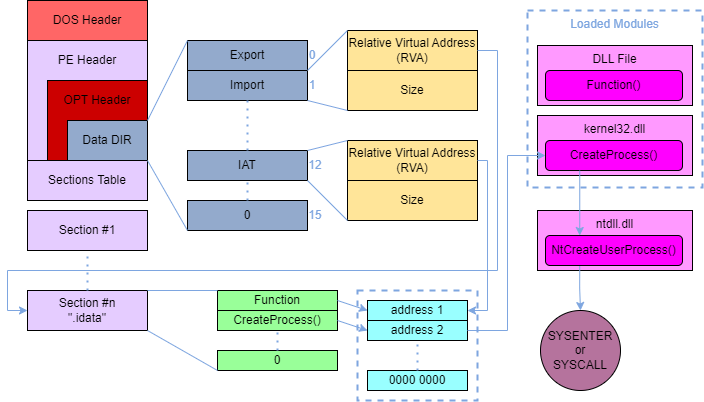 DOS Header
PE Header
OPT Header
Data DIR
Sections Table
Section #1
Section #n
".idata"
Export
0
Import
1
IAT
12
0
15
Relative Virtual Address
(RVA)
Size
Relative Virtual Address
(RVA)
Size
Function
CreateProcess()
0
address 1
address 2
0000 0000
Loaded Modules
DLL File
Function()
kernel32.dll
CreateProcess()
ntdll.dll
NtCreateUserProcess()
SYSENTER
or
SYSCALL